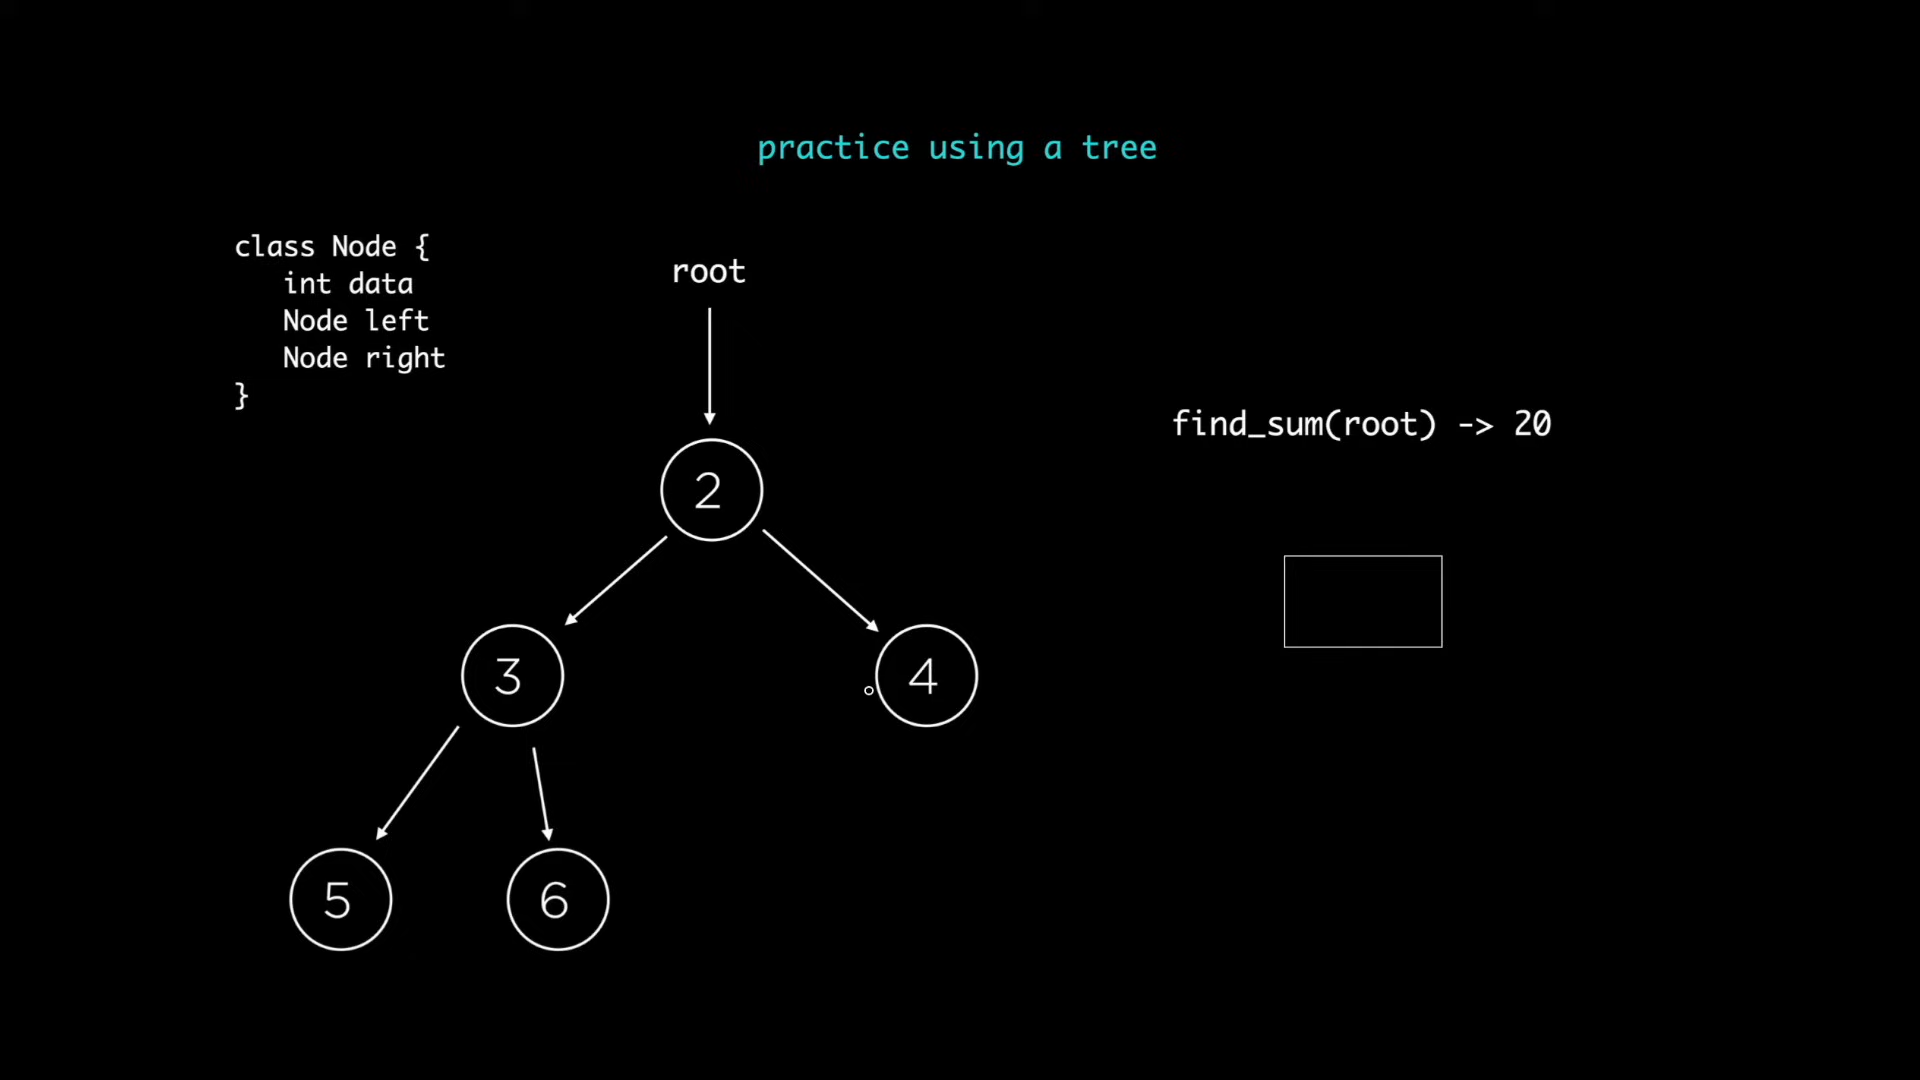 practice using a tree
class Node {
   int data
   Node left
   Node right
}
root
find_sum(root) -> 20
2
3
4
5
6